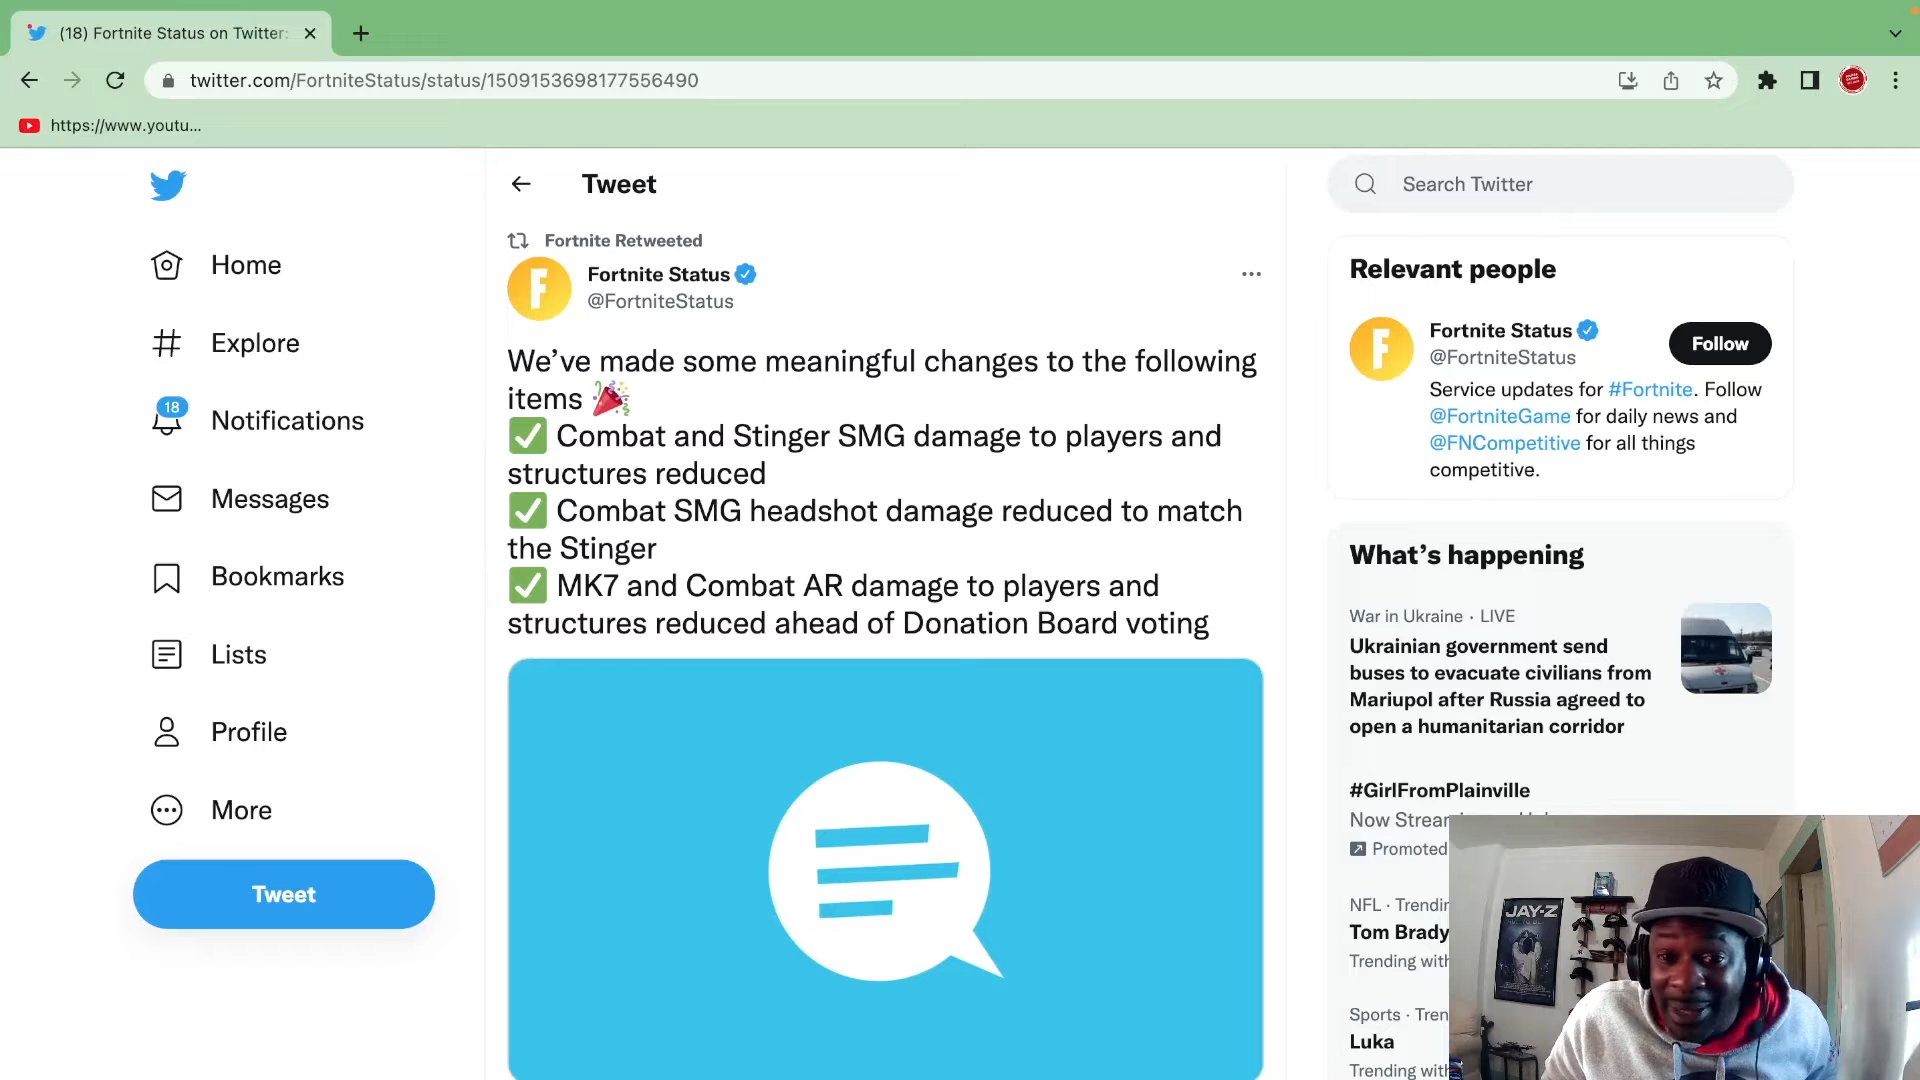 (18) Fortnite Status on Twitter:
twitter.com/FortniteStatus/status/1509153698177556490
https://www.youtu...
Home
Explore
18
Notifications
Messages
Bookmarks
Lists
Profile
More
Tweet
Tweet
Fortnite Retweeted
Fortnite Status
@FortniteStatus
We’ve made some meaningful changes to the following
items 🎉
✅ Combat and Stinger SMG damage to players and
structures reduced
✅ Combat SMG headshot damage reduced to match
the Stinger
✅ MK7 and Combat AR damage to players and
structures reduced ahead of Donation Board voting
Search Twitter
Relevant people
Fortnite Status
@FortniteStatus
Follow
Service updates for #Fortnite. Follow
@FortniteGame for daily news and
@FNCompetitive for all things
competitive.
What’s happening
War in Ukraine · LIVE
Ukrainian government send
buses to evacuate civilians from
Mariupol after Russia agreed to
open a humanitarian corridor
#GirlFromPlainville
Now
Promoted
NFL ·
Tom Brady
Trending
Sports ·
Luka
Trending
JAY-Z